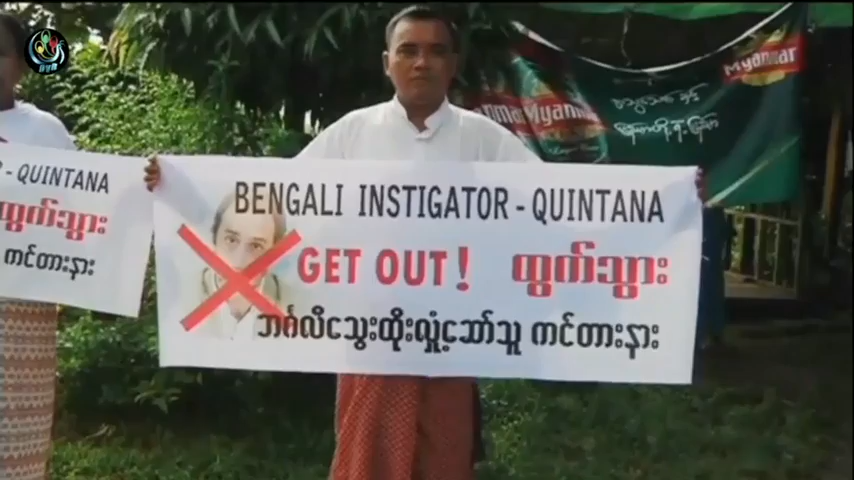 DVB
Myanmar
Myanmar
- QUINTANA
ထွက်သွား
ကင်တားနား
BENGALI INSTIGATOR - QUINTANA
GET OUT! ထွက်သွား
ဘင်္ဂလီသွေးထိုးလှုံ့ဆော်သူ ကင်တားနား